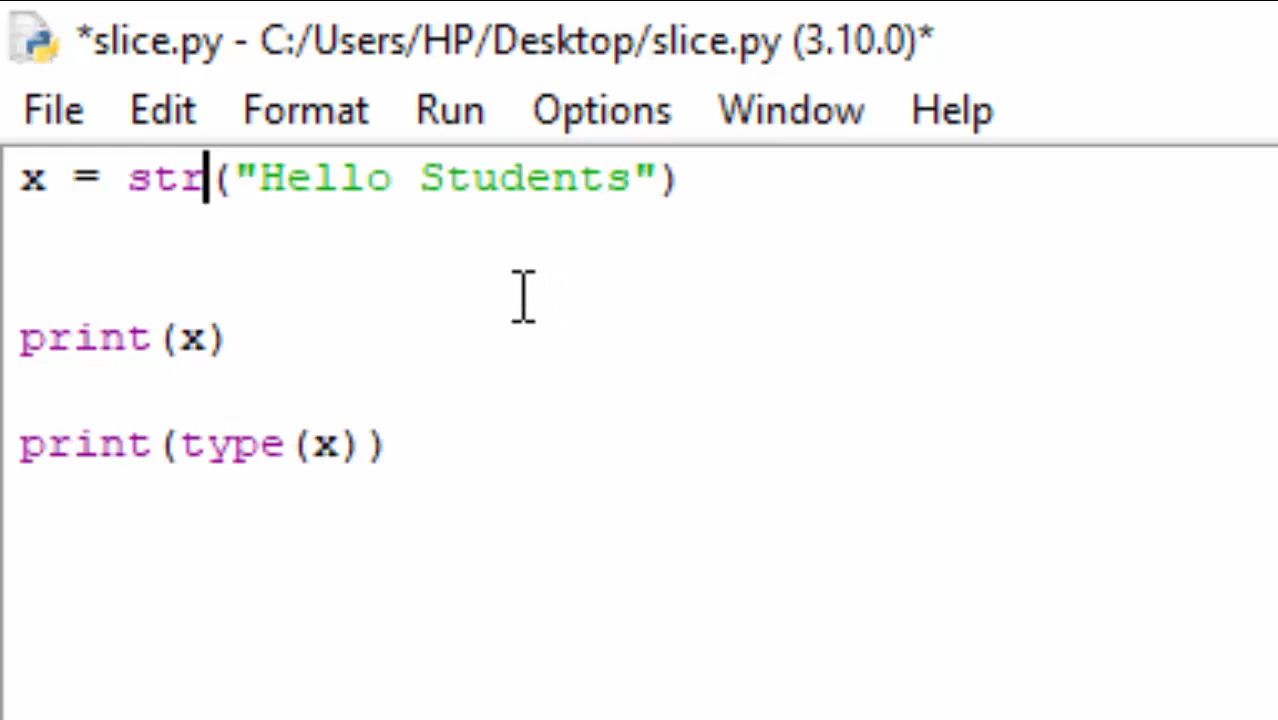 *slice.py - C:/Users/HP/Desktop/slice.py (3.10.0)*
File Edit Format Run Options Window Help
x = str("Hello Students")
print(x)
print(type(x))